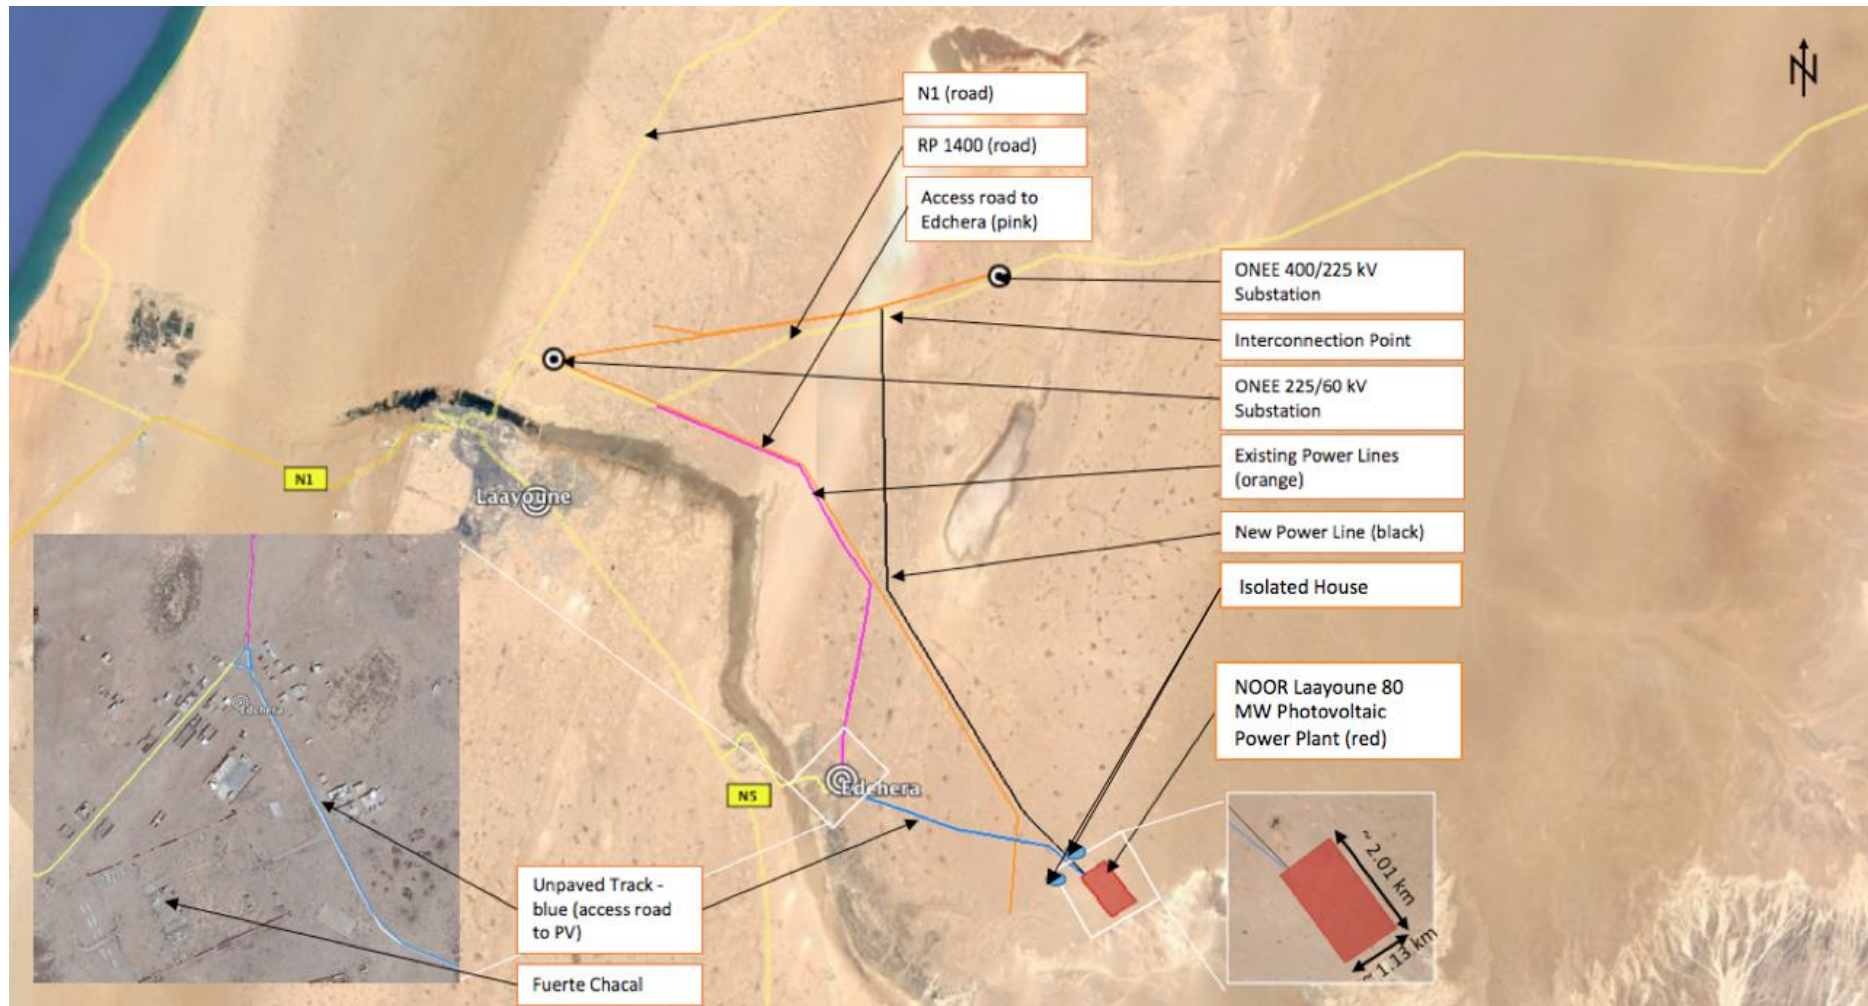 N
N1 (road)
RP 1400 (road)
Access road to
Edchera (pink)
ONEE 400/225 kV
Substation
Interconnection Point
ONEE 225/60 kV
Substation
Existing Power Lines
(orange)
New Power Line (black)
Isolated House
NOOR Laayoune 80
MW Photovoltaic
Power Plant (red)
N1
Laayoune
Edchera
N5
Edchera
~ 2.01 km
~ 1.13 km
Unpaved Track -
blue (access road
to PV)
Fuerte Chacal